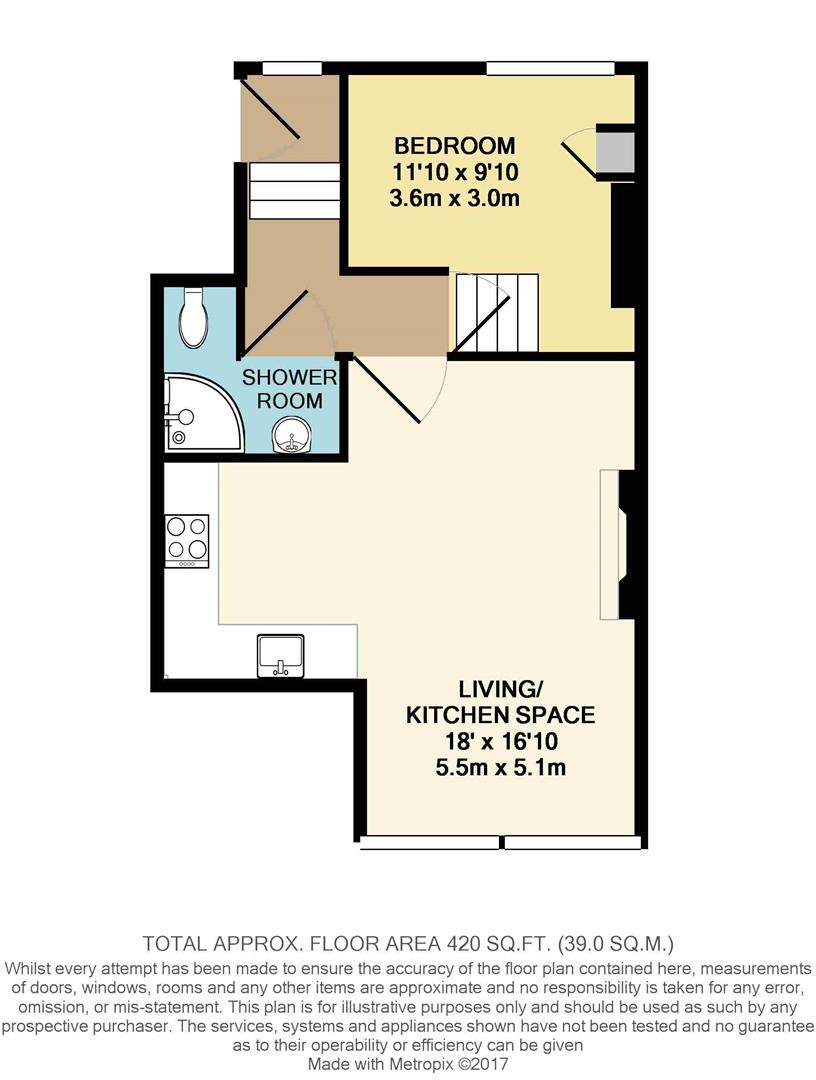 BEDROOM
11'10 x 9'10
3.6m x 3.0m
SHOWER
ROOM
LIVING/
KITCHEN SPACE
18' x 16'10
5.5m x 5.1m
TOTAL APPROX. FLOOR AREA 420 SQ.FT. (39.0 SQ.M.)
Whilst every attempt has been made to ensure the accuracy of the floor plan contained here, measurements
of doors, windows, rooms and any other items are approximate and no responsibility is taken for any error,
omission, or mis-statement. This plan is for illustrative purposes only and should be used as such by any
prospective purchaser. The services, systems and appliances shown have not been tested and no guarantee
as to their operability or efficiency can be given
Made with Metropix ©2017